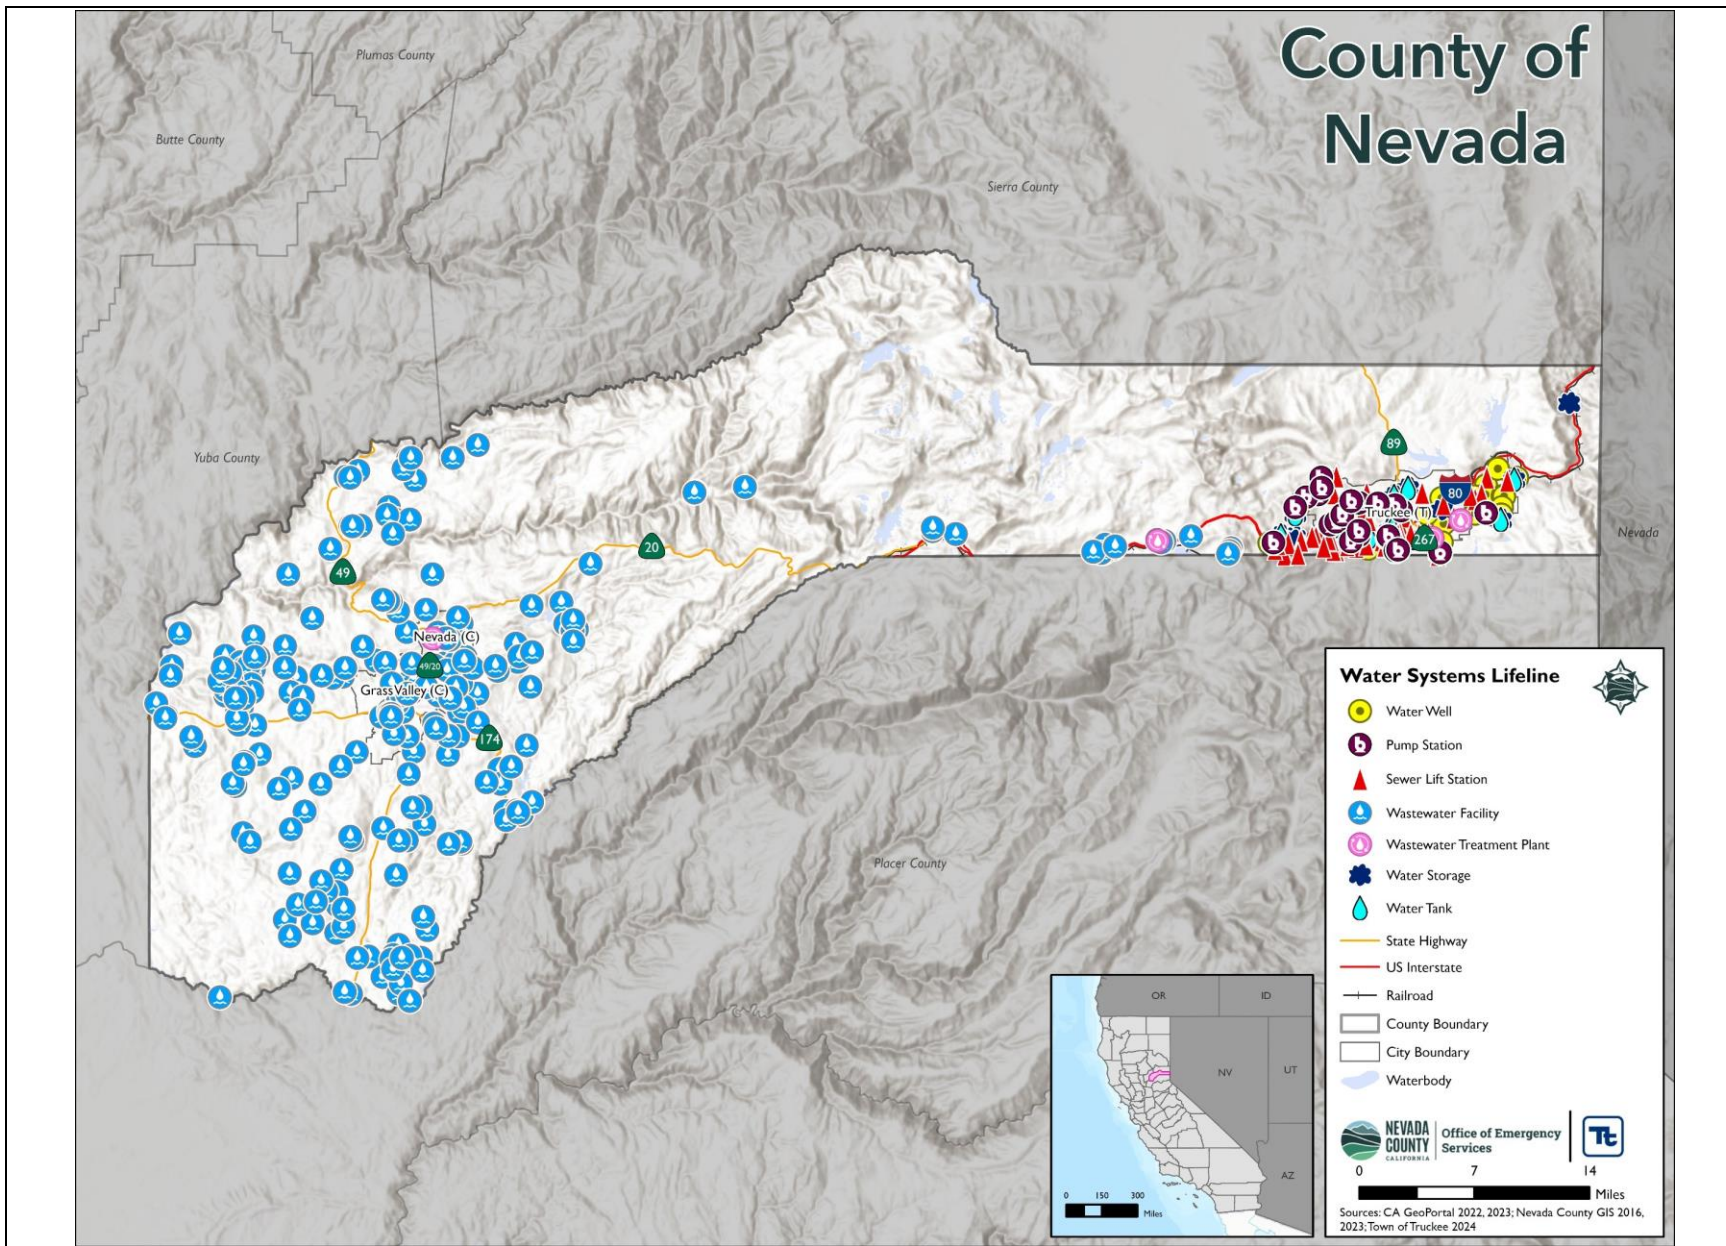 County of
Nevada
Plumas County
Butte County
Sierra County
Yuba County
89
80
Truckee (T)
267
Nevada
20
49
Nevada (C)
49/20
Grass Valley (C)
174
Placer County
Water Systems Lifeline
Water Well
Pump Station
Sewer Lift Station
Wastewater Facility
Wastewater Treatment Plant
Water Storage
Water Tank
State Highway
US Interstate
Railroad
County Boundary
City Boundary
Waterbody
NEVADA
COUNTY
CALIFORNIA
Office of Emergency
Services
Tt
0 7 14
Miles
Sources: CA GeoPortal 2022, 2023; Nevada County GIS 2016,
2023; Town of Truckee 2024
OR
ID
NV
UT
AZ
0 150 300
Miles